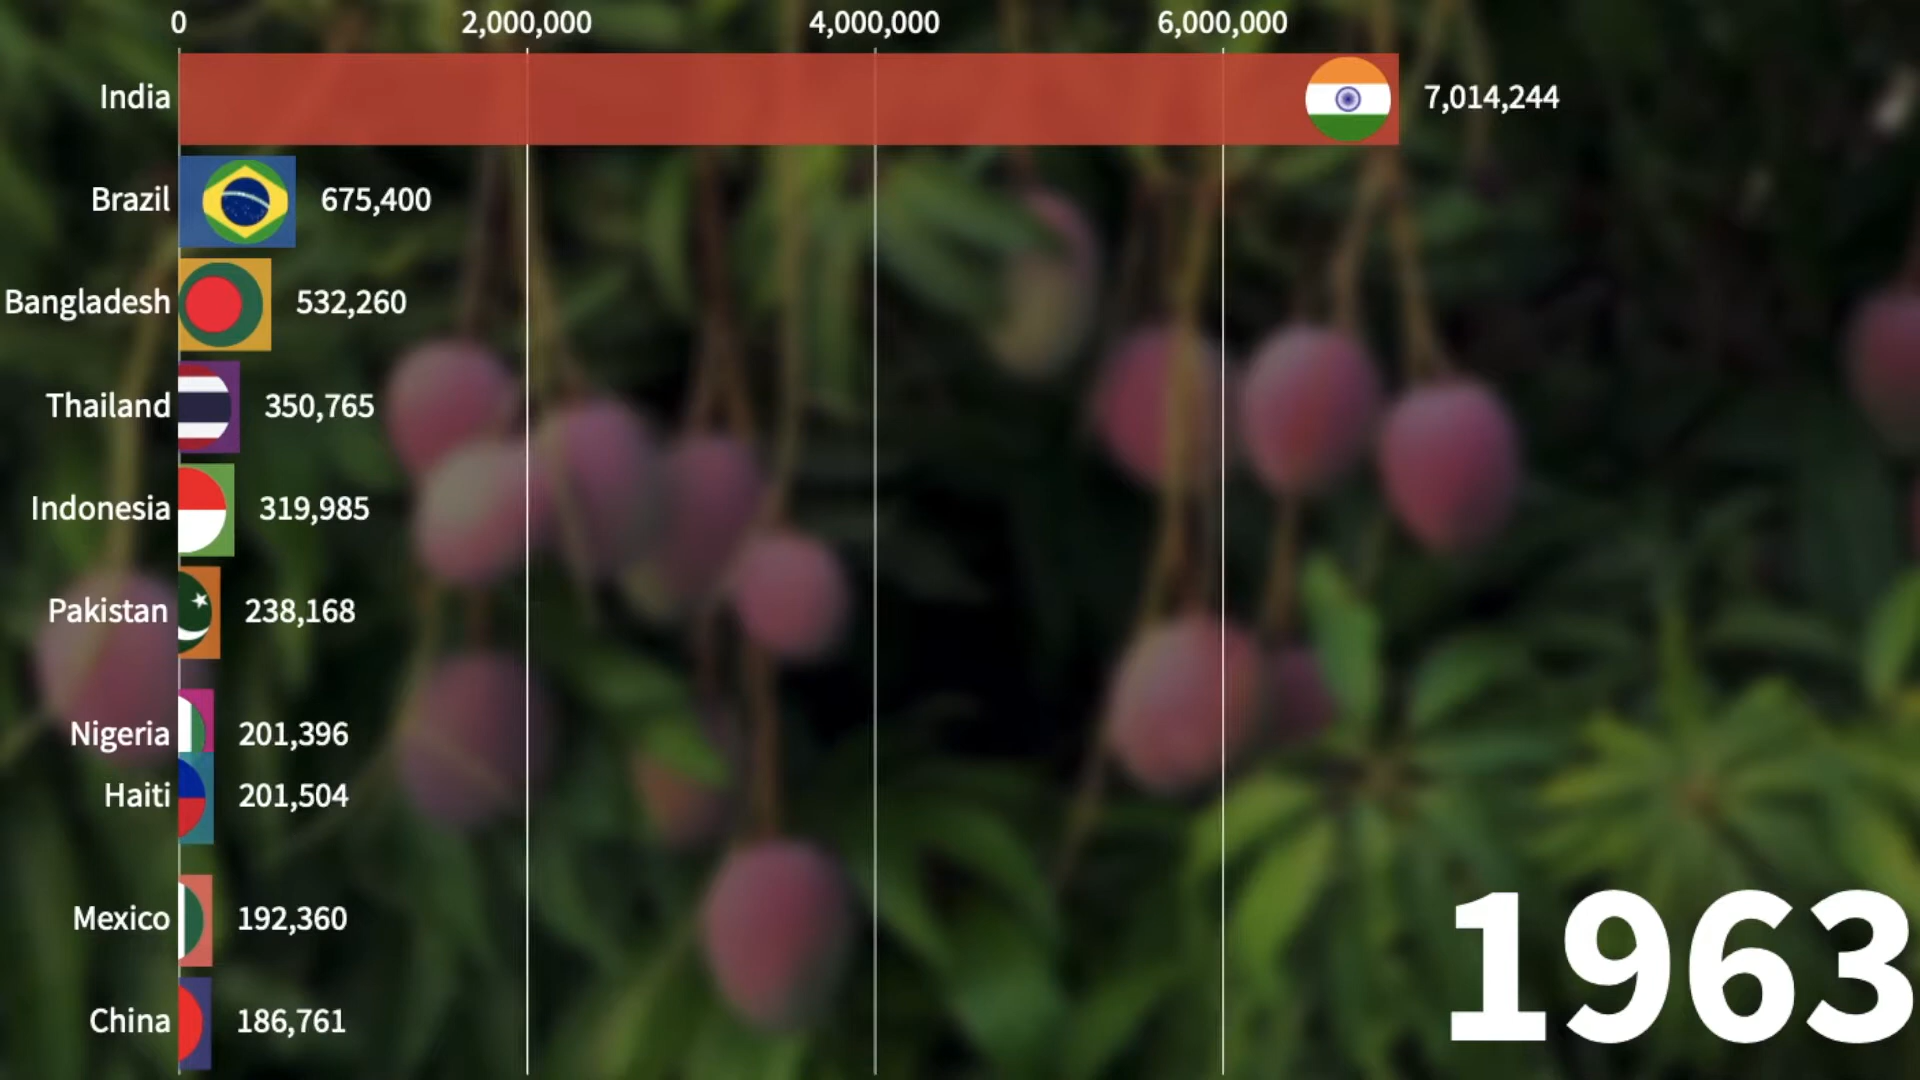 0 2,000,000 4,000,000 6,000,000
India 7,014,244
Brazil 675,400
Bangladesh 532,260
Thailand 350,765
Indonesia 319,985
Pakistan 238,168
Nigeria 201,396
Haiti 201,504
Mexico 192,360
China 186,761
1963